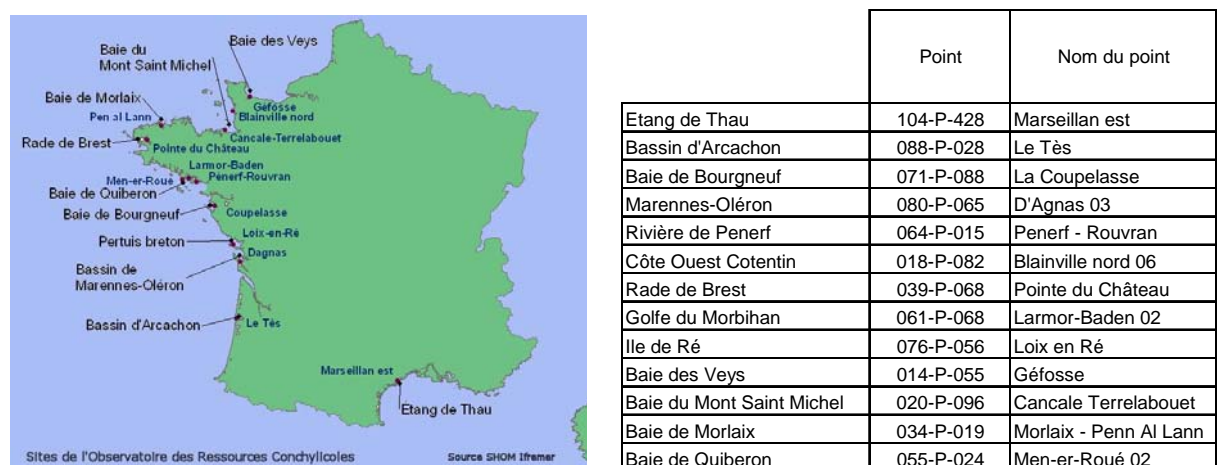 Baie des Veys
Baie du
Mont Saint Michel
Baie de Morlaix
Pen al Lann
Géfosse
Blainville nord
Rade de Brest
Cancale-Terrelabouet
Pointe du Château
Larmor-Baden
Men-er-Roué
Penerf-Rouvran
Baie de Quiberon
Baie de Bourgneuf
Coupelasse
Loix-en-Ré
Pertuis breton
Dagnas
Bassin de
Marennes-Oléron
Bassin d'Arcachon
Le Tés
Marseillan est
Etang de Thau
Sites de l'Observatoire des Ressources Conchylicoles
Source SHOM Ifremer
Point Nom du point
Etang de Thau 104-P-428 Marseillan est
Bassin d'Arcachon 088-P-028 Le Tès
Baie de Bourgneuf 071-P-088 La Coupelasse
Marennes-Oléron 080-P-065 D'Agnas 03
Rivière de Penerf 064-P-015 Penerf - Rouvran
Côte Ouest Cotentin 018-P-082 Blainville nord 06
Rade de Brest 039-P-068 Pointe du Château
Golfe du Morbihan 061-P-068 Larmor-Baden 02
Ile de Ré 076-P-056 Loix en Ré
Baie des Veys 014-P-055 Géfosse
Baie du Mont Saint Michel 020-P-096 Cancale Terrelabouet
Baie de Morlaix 034-P-019 Morlaix - Penn Al Lann
Baie de Quiberon 055-P-024 Men-er-Roué 02